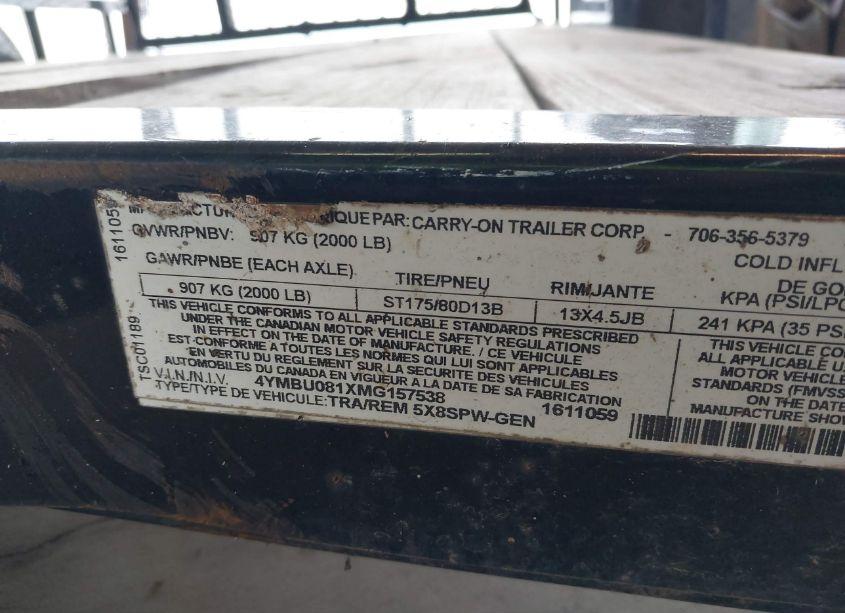 1611059
TSC01189
RIQUE PAR: CARRY-ON TRAILER CORP. - 706-356-5379
GVWR/PNBV: 907 KG (2000 LB)
COLD INFL
GAWR/PNBE (EACH AXLE) TIRE/PNEU RIM/JANTE DE GO
KPA (PSI/LPC
907 KG (2000 LB) ST175/80D13B 13X4.5JB 241 KPA (35 PS
THIS VEHICLE CONFORMS TO ALL APPLICABLE STANDARDS PRESCRIBED
UNDER THE CANADIAN MOTOR VEHICLE SAFETY REGULATIONS
IN EFFECT ON THE DATE OF MANUFACTURE. / CE VEHICULE
EST CONFORME A TOUTES LES NORMES QUI LUI SONT APPLICABLES
EN VERTU DU REGLEMENT SUR LA SECURITE DES VEHICULES
AUTOMOBILES DU CANADA EN VIGUEUR A LA DATE DE SA FABRICATION
THIS VEHICLE CO
ALL APPLICABLE
MOTOR VEHICLE
STANDARDS (FMVSS
ON THE DATE
MANUFACTURE SHOW
V.I.N./N.I.V. 4YMBU081XMG157538
TYPE/TYPE DE VEHICULE: TRA/REM 5X8SPW-GEN 1611059